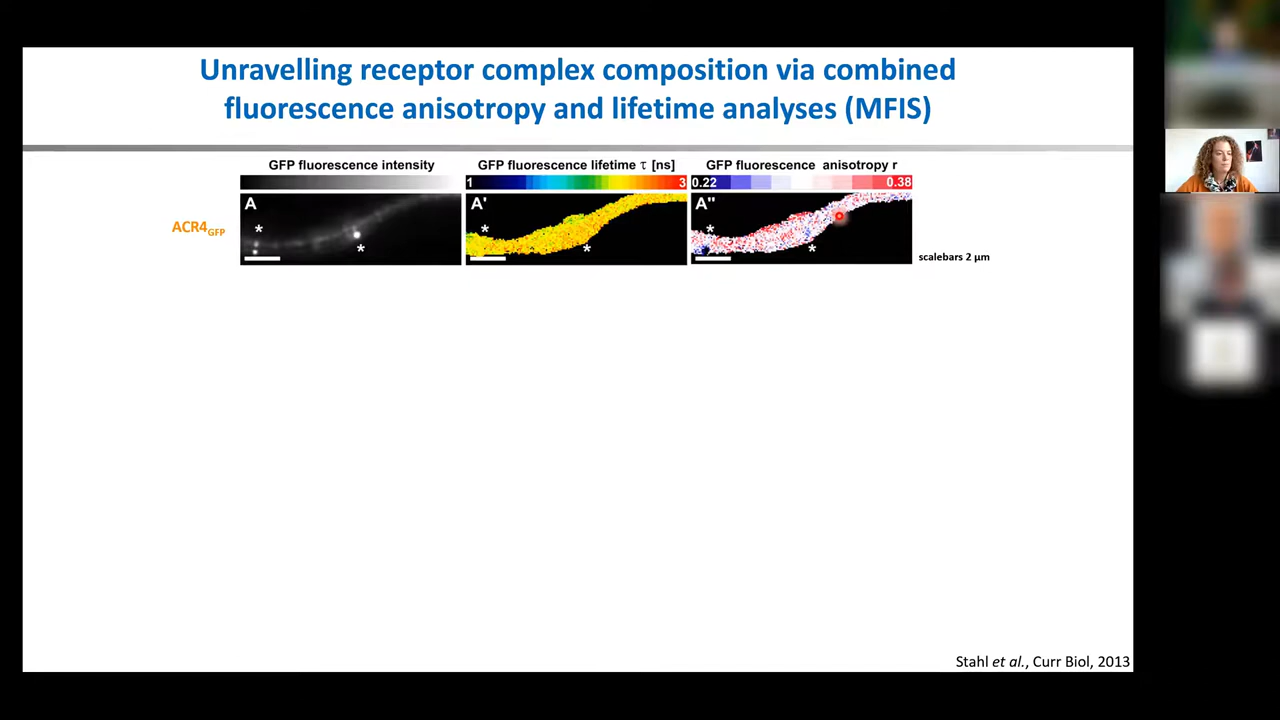 Unravelling receptor complex composition via combined
fluorescence anisotropy and lifetime analyses (MFIS)
GFP fluorescence intensity
GFP fluorescence lifetime τ [ns]
GFP fluorescence anisotropy r
1 3
0.22 0.38
ACR4GFP
A
*
*
A'
*
*
A''
*
*
scalebars 2 µm
Stahl et al., Curr Biol, 2013